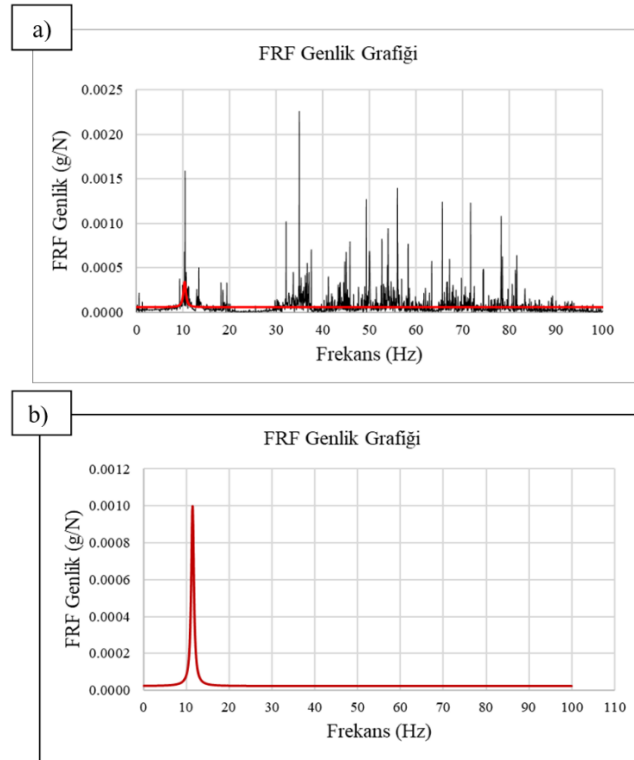 a)
FRF Genlik Grafiği
FRF Genlik (g/N)
0.0025
0.0020
0.0015
0.0010
0.0005
0.0000
0 10 20 30 40 50 60 70 80 90 100
Frekans (Hz)
b)
FRF Genlik Grafiği
FRF Genlik (g/N)
0.0012
0.0010
0.0008
0.0006
0.0004
0.0002
0.0000
0 10 20 30 40 50 60 70 80 90 100 110
Frekans (Hz)